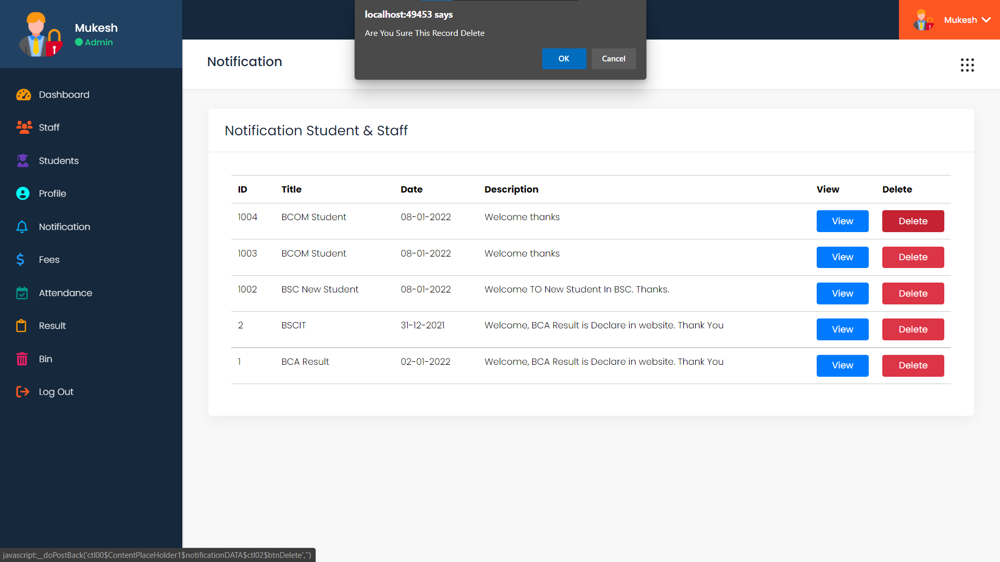 Mukesh
Admin
Dashboard
Staff
Students
Profile
Notification
Fees
Attendance
Result
Bin
Log Out
localhost:49453 says
Are You Sure This Record Delete
OK Cancel
Mukesh
Notification
Notification Student & Staff
ID Title Date Description View Delete
1004 BCOM Student 08-01-2022 Welcome thanks View Delete
1003 BCOM Student 08-01-2022 Welcome thanks View Delete
1002 BSC New Student 08-01-2022 Welcome TO New Student In BSC. Thanks. View Delete
2 BSCIT 31-12-2021 Welcome, BCA Result is Declare in website. Thank You View Delete
1 BCA Result 02-01-2022 Welcome, BCA Result is Declare in website. Thank You View Delete
javascript:__doPostBack('ctl00$ContentPlaceHolder1$notificationDATA$ctl02$btnDelete','')